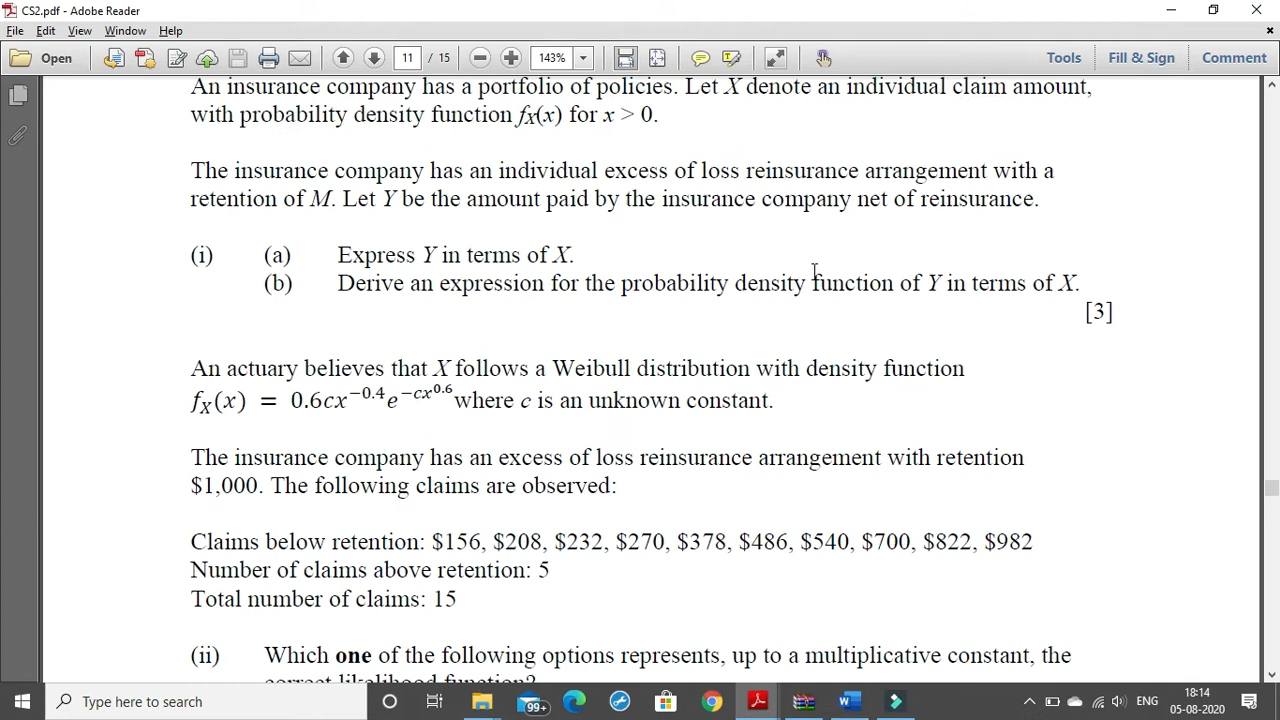 CS2.pdf - Adobe Reader
File Edit View Window Help
Open 11 / 15 143% Tools Fill & Sign Comment
An insurance company has a portfolio of policies. Let X denote an individual claim amount,
with probability density function fX(x) for x > 0.
The insurance company has an individual excess of loss reinsurance arrangement with a
retention of M. Let Y be the amount paid by the insurance company net of reinsurance.
(i) (a) Express Y in terms of X.
(b) Derive an expression for the probability density function of Y in terms of X.
[3]
An actuary believes that X follows a Weibull distribution with density function
fX(x) = 0.6cx^−0.4 e^−cx^0.6 where c is an unknown constant.
The insurance company has an excess of loss reinsurance arrangement with retention
$1,000. The following claims are observed:
Claims below retention: $156, $208, $232, $270, $378, $486, $540, $700, $822, $982
Number of claims above retention: 5
Total number of claims: 15
(ii) Which one of the following options represents, up to a multiplicative constant, the
correct likelihood function?
Type here to search 99+ ENG 18:14
05-08-2020